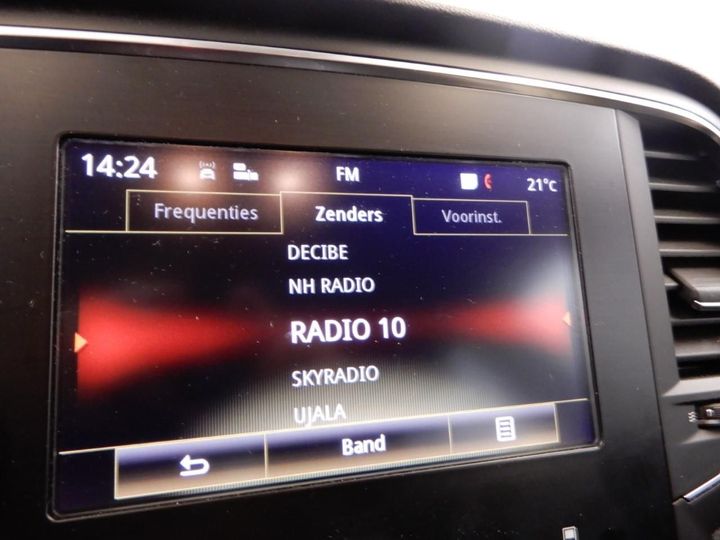 14:24 FM 21°C
Frequenties Zenders Voorinst.
DECIBE
NH RADIO
RADIO 10
SKYRADIO
UJALA
Band